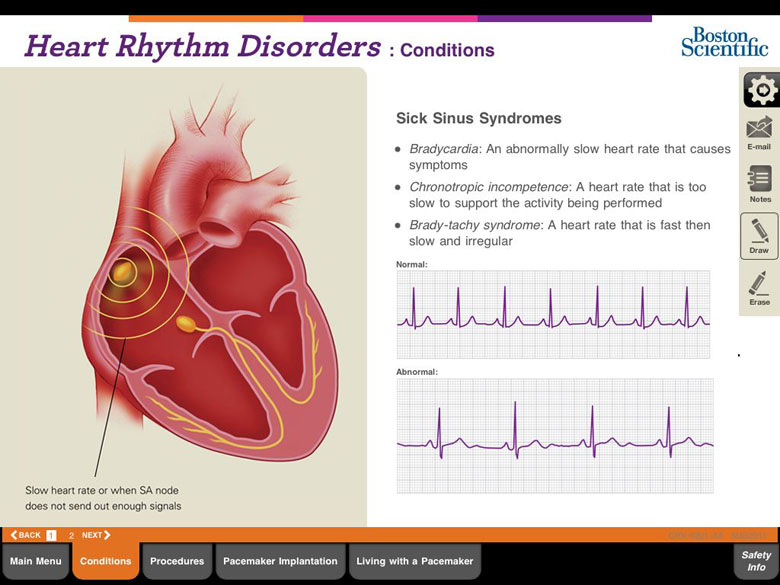 Heart Rhythm Disorders : Conditions
Boston
Scientific
Sick Sinus Syndromes
• Bradycardia: An abnormally slow heart rate that causes
symptoms
• Chronotropic incompetence: A heart rate that is too
slow to support the activity being performed
• Brady-tachy syndrome: A heart rate that is fast then
slow and irregular
Normal:
Abnormal:
Slow heart rate or when SA node
does not send out enough signals
E-mail
Notes
Draw
Erase
BACK 1 2 NEXT
Main Menu
Conditions
Procedures
Pacemaker Implantation
Living with a Pacemaker
Safety
Info